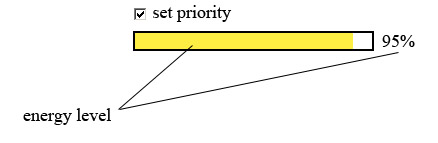 set priority
95%
energy level